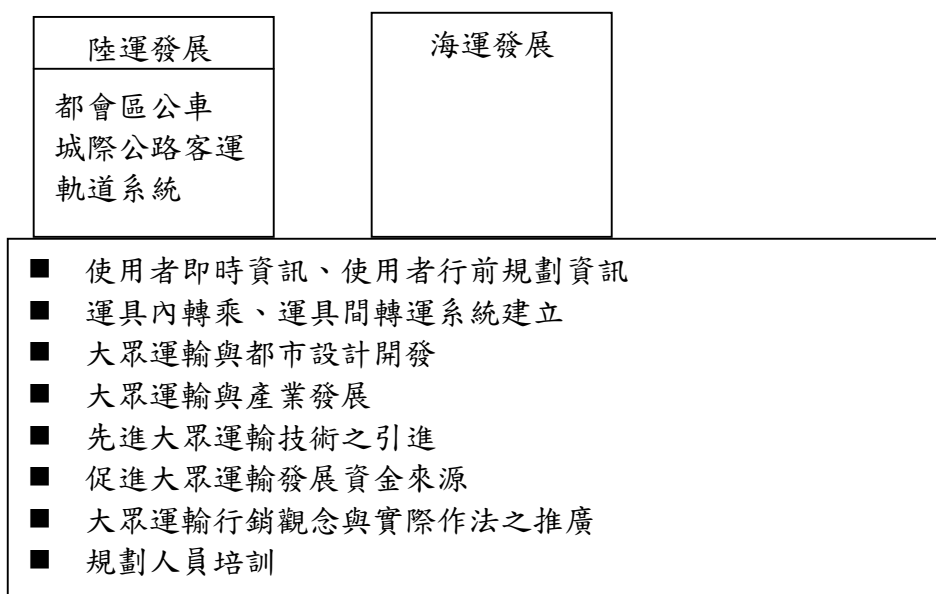 陸運發展
都會區公車
城際公路客運
軌道系統
海運發展
■ 使用者即時資訊、使用者行前規劃資訊
■ 運具內轉乘、運具間轉運系統建立
■ 大眾運輸與都市設計開發
■ 大眾運輸與產業發展
■ 先進大眾運輸技術之引進
■ 促進大眾運輸發展資金來源
■ 大眾運輸行銷觀念與實際作法之推廣
■ 規劃人員培訓